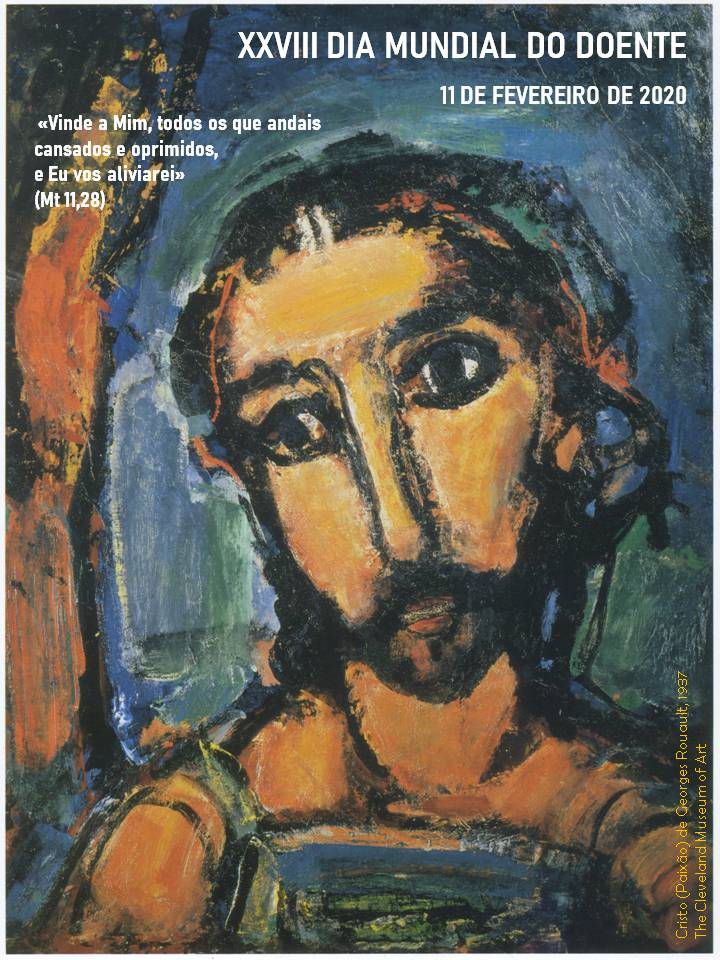 XXVIII DIA MUNDIAL DO DOENTE
11 DE FEVEREIRO DE 2020
«Vinde a Mim, todos os que andais
cansados e oprimidos,
e Eu vos aliviarei»
(Mt 11,28)
Cristo (Paixão) de Georges Rouault, 1937
The Cleveland Museum of Art